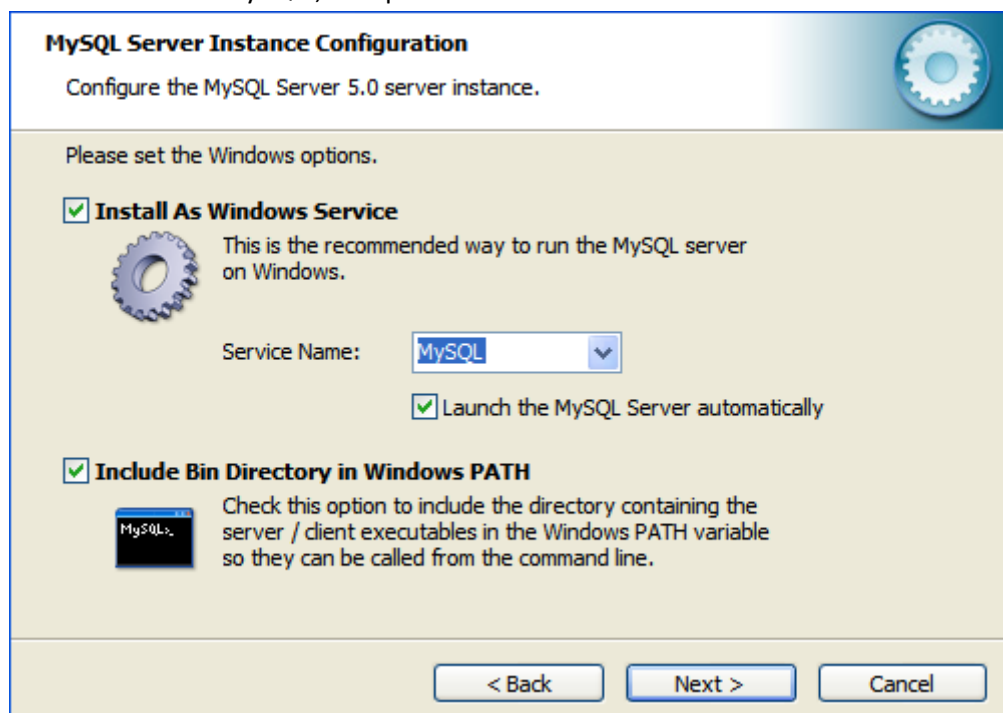 MySQL Server Instance Configuration
Configure the MySQL Server 5.0 server instance.
Please set the Windows options.
Install As Windows Service
This is the recommended way to run the MySQL server
on Windows.
Service Name: MySQL
Launch the MySQL Server automatically
Include Bin Directory in Windows PATH
Check this option to include the directory containing the
server / client executables in the Windows PATH variable
so they can be called from the command line.
MySQL>_
< Back Next > Cancel